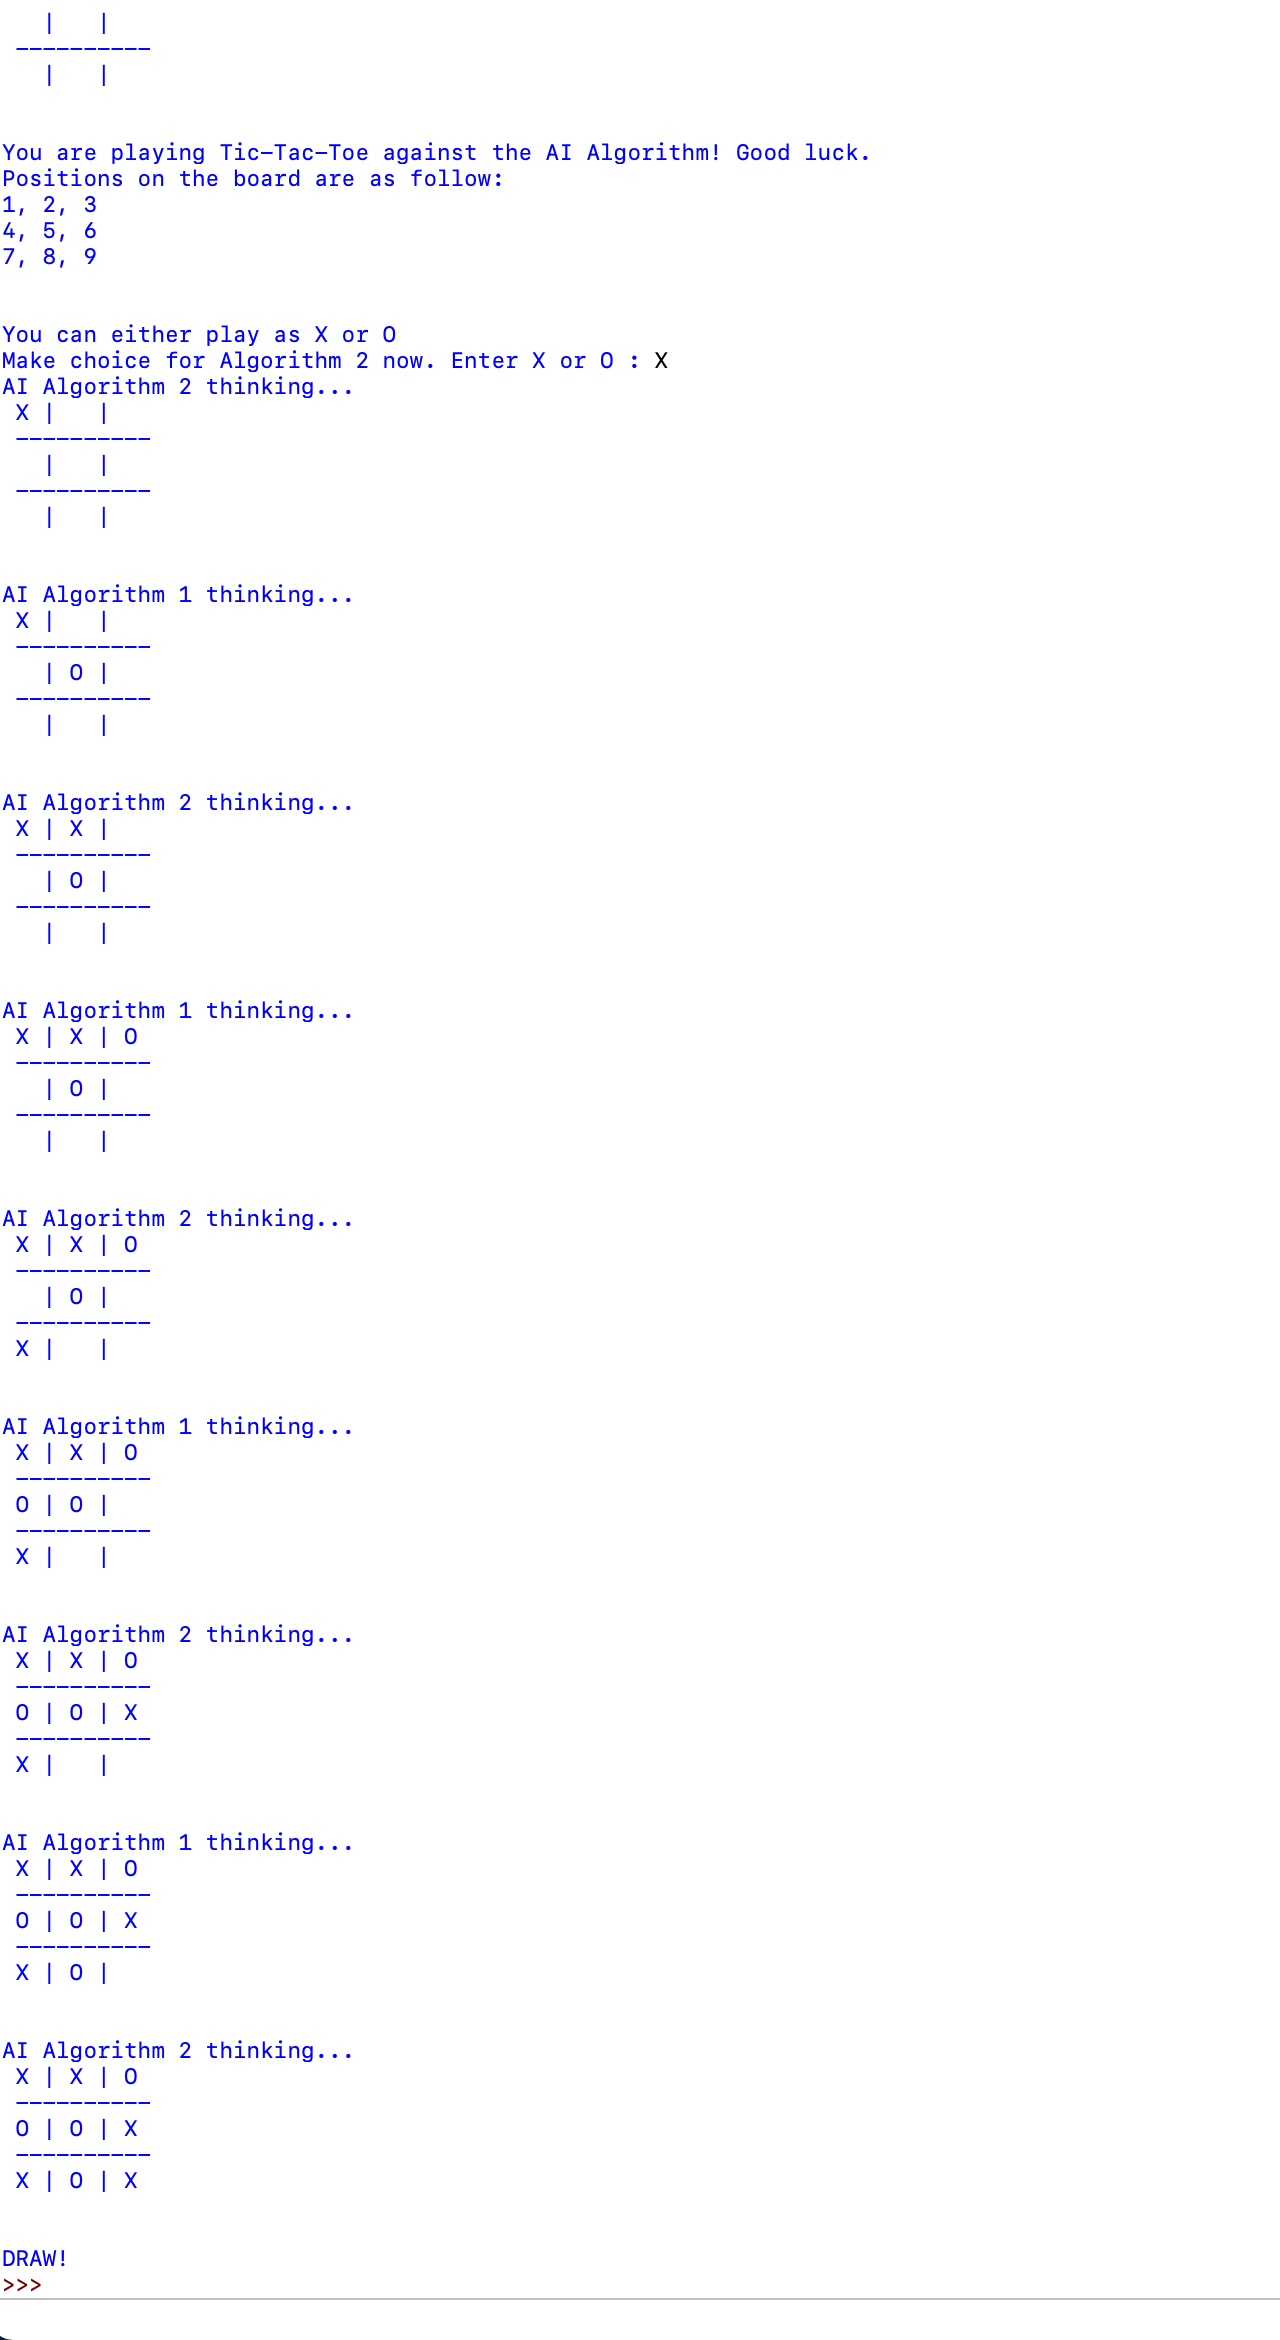 |   |
 ----------
   |   |
You are playing Tic-Tac-Toe against the AI Algorithm! Good luck.
Positions on the board are as follow:
1, 2, 3
4, 5, 6
7, 8, 9
You can either play as X or O
Make choice for Algorithm 2 now. Enter X or O : X
AI Algorithm 2 thinking...
 X |   |
 ----------
   |   |
 ----------
   |   |
AI Algorithm 1 thinking...
 X |   |
 ----------
   | O |
 ----------
   |   |
AI Algorithm 2 thinking...
 X | X |
 ----------
   | O |
 ----------
   |   |
AI Algorithm 1 thinking...
 X | X | O
 ----------
   | O |
 ----------
   |   |
AI Algorithm 2 thinking...
 X | X | O
 ----------
   | O |
 ----------
 X |   |
AI Algorithm 1 thinking...
 X | X | O
 ----------
 O | O |
 ----------
 X |   |
AI Algorithm 2 thinking...
 X | X | O
 ----------
 O | O | X
 ----------
 X |   |
AI Algorithm 1 thinking...
 X | X | O
 ----------
 O | O | X
 ----------
 X | O |
AI Algorithm 2 thinking...
 X | X | O
 ----------
 O | O | X
 ----------
 X | O | X
DRAW!
>>>